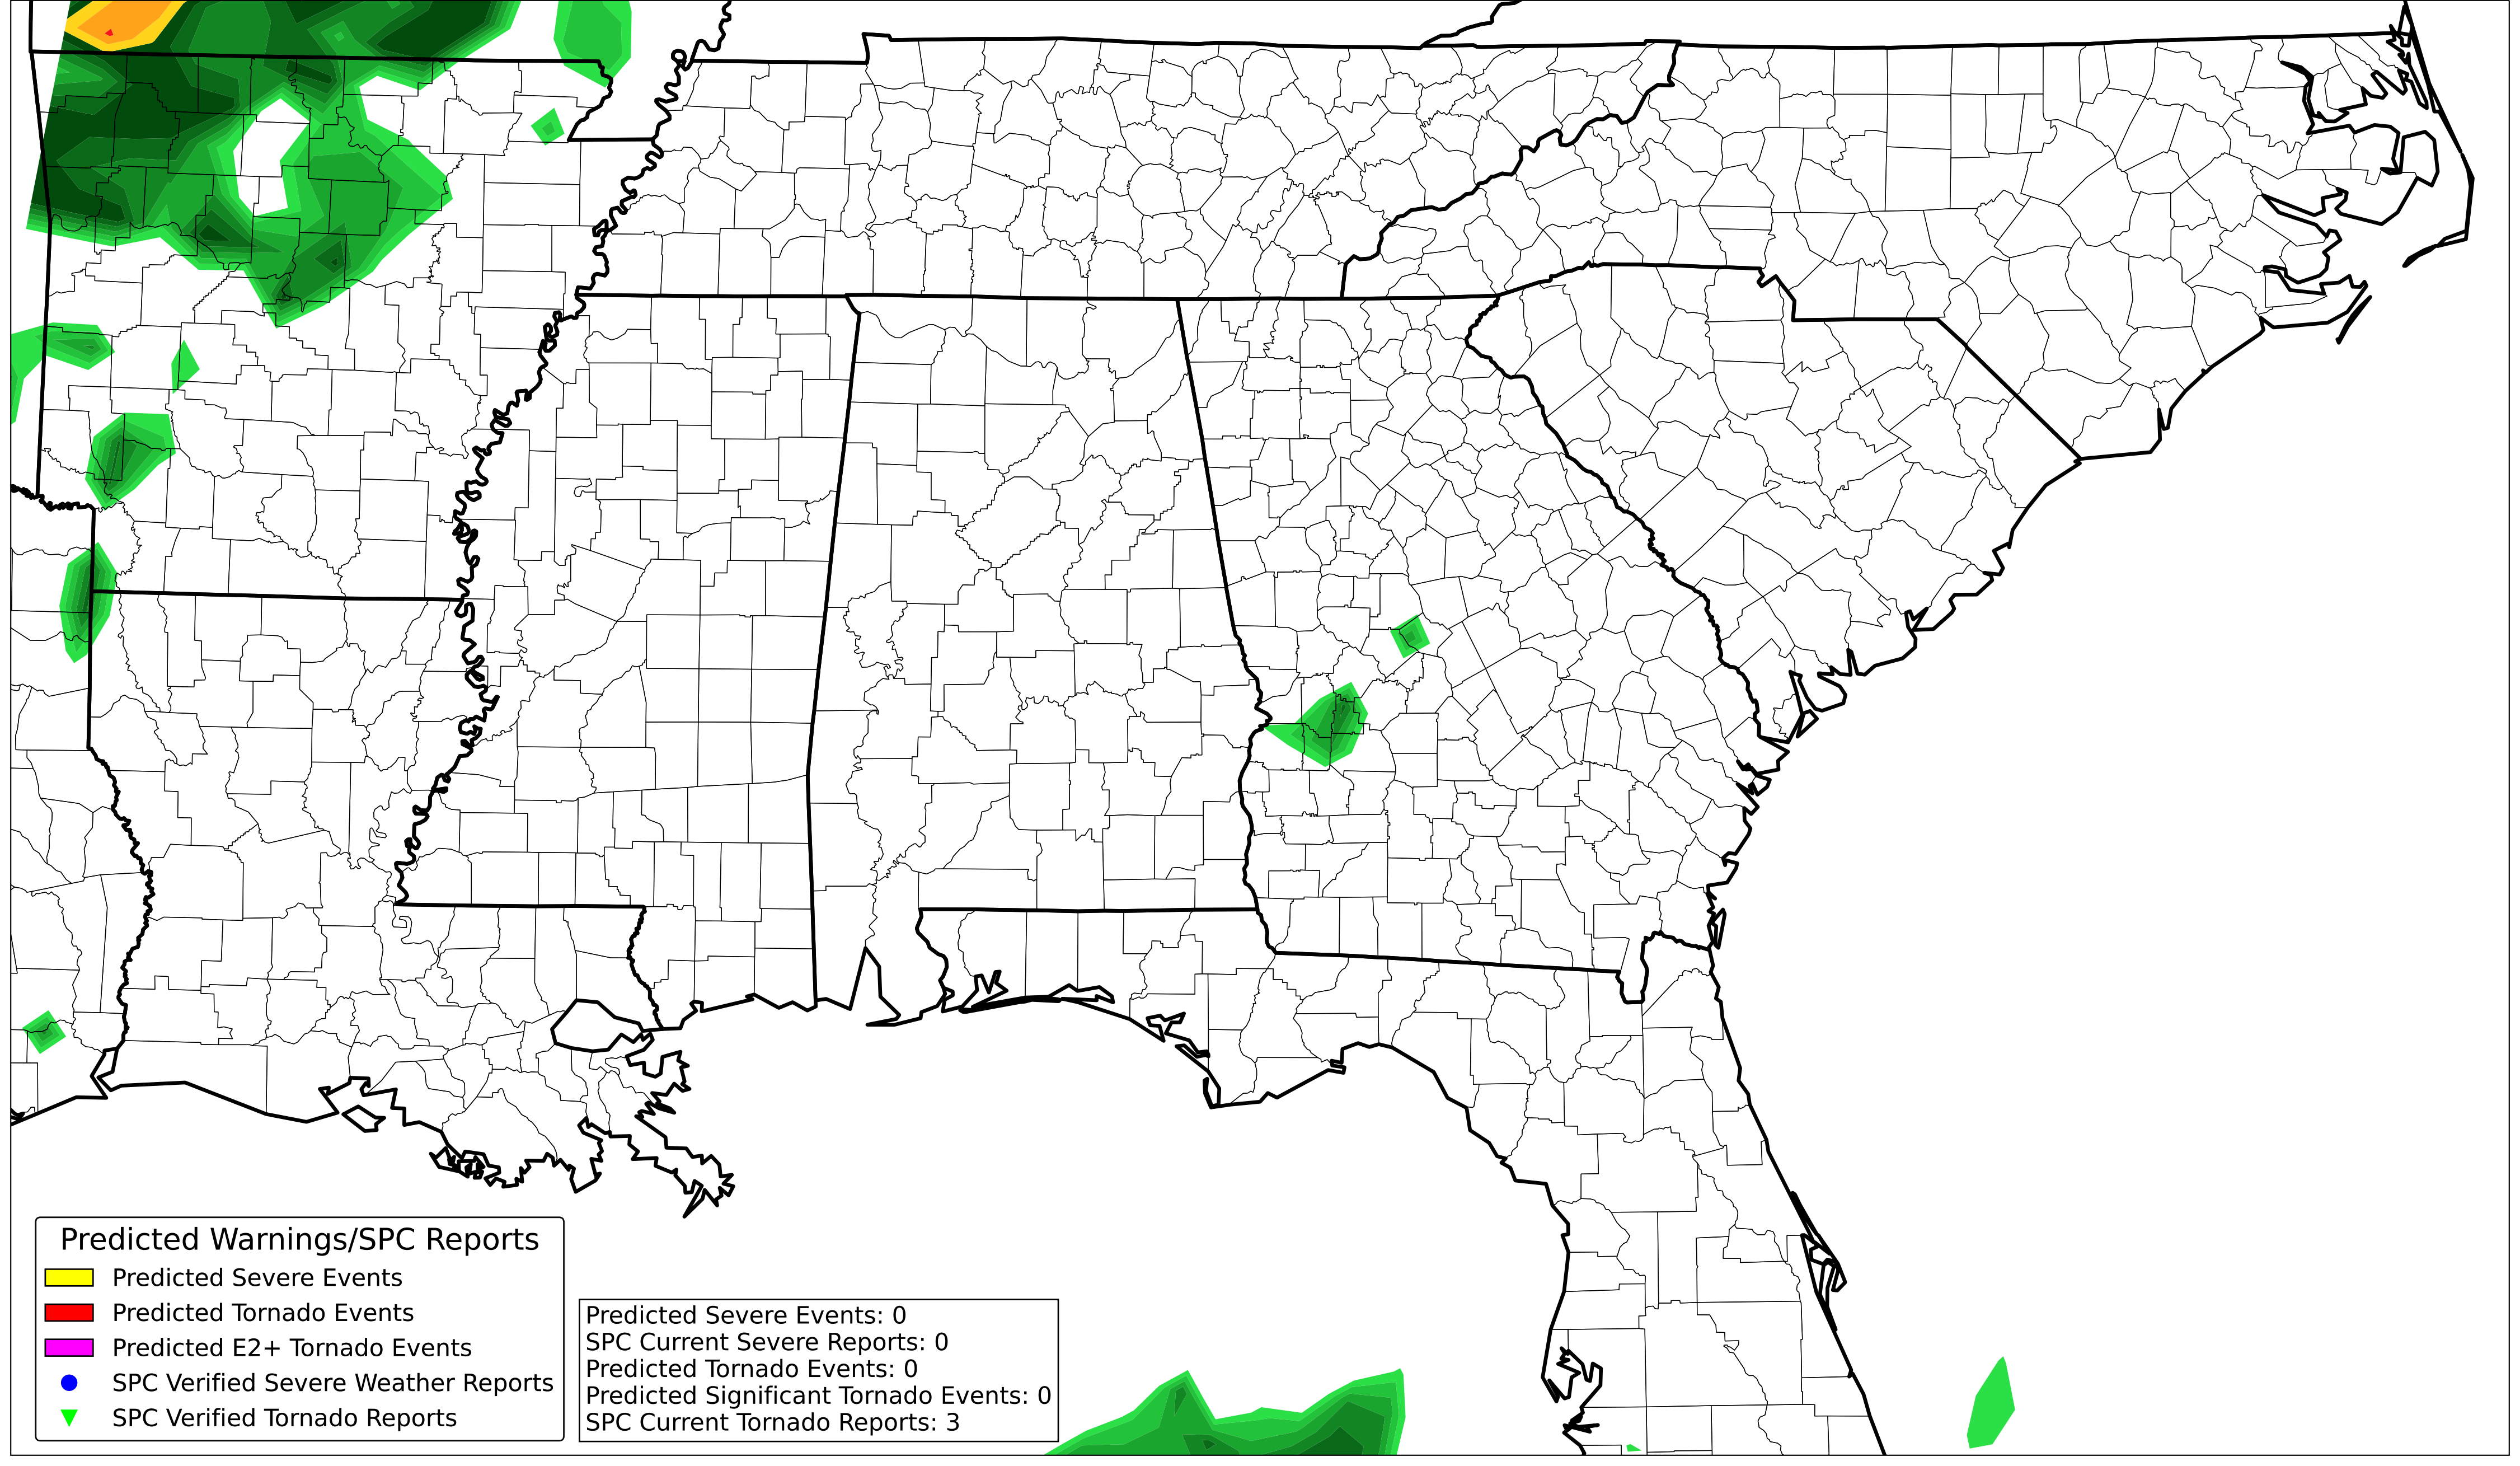 Predicted Warnings/SPC Reports
Predicted Severe Events
Predicted Tornado Events
Predicted E2+ Tornado Events
SPC Verified Severe Weather Reports
SPC Verified Tornado Reports
Predicted Severe Events: 0
SPC Current Severe Reports: 0
Predicted Tornado Events: 0
Predicted Significant Tornado Events: 0
SPC Current Tornado Reports: 3